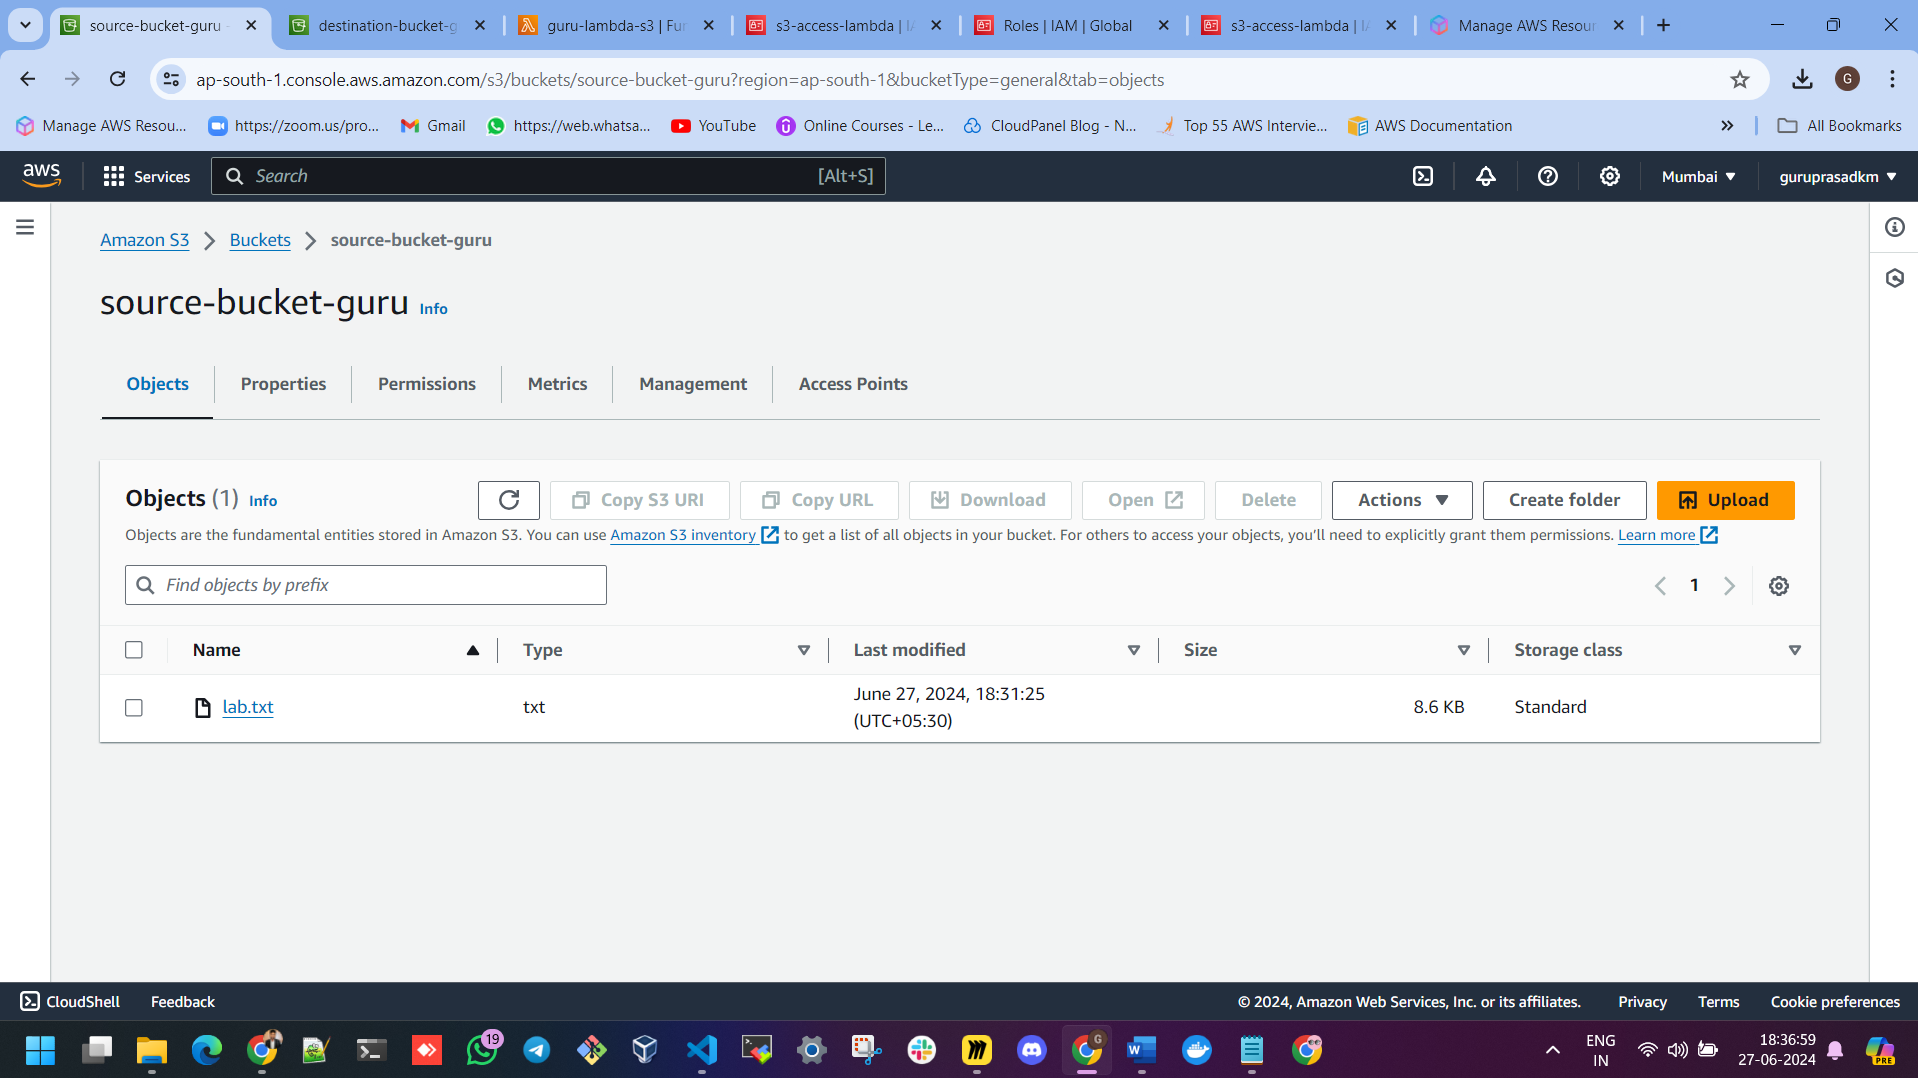 source-bucket-guru -
destination-bucket-g
guru-lambda-s3 | Fun
s3-access-lambda | IA
Roles | IAM | Global
s3-access-lambda | IA
Manage AWS Resour
ap-south-1.console.aws.amazon.com/s3/buckets/source-bucket-guru?region=ap-south-1&bucketType=general&tab=objects
G
Manage AWS Resou...
https://zoom.us/pro...
Gmail
https://web.whatsa...
YouTube
Online Courses - Le...
CloudPanel Blog - N...
Top 55 AWS Intervie...
AWS Documentation
All Bookmarks
aws
Services
Search
[Alt+S]
Mumbai
guruprasadkm
Amazon S3
Buckets
source-bucket-guru
source-bucket-guru Info
Objects
Properties
Permissions
Metrics
Management
Access Points
Objects (1) Info
Copy S3 URI
Copy URL
Download
Open
Delete
Actions
Create folder
Upload
Objects are the fundamental entities stored in Amazon S3. You can use Amazon S3 inventory to get a list of all objects in your bucket. For others to access your objects, you'll need to explicitly grant them permissions. Learn more
Find objects by prefix
1
Name
Type
Last modified
Size
Storage class
lab.txt
txt
June 27, 2024, 18:31:25
(UTC+05:30)
8.6 KB
Standard
CloudShell
Feedback
© 2024, Amazon Web Services, Inc. or its affiliates.
Privacy
Terms
Cookie preferences
19
G
ENG
IN
18:36:59
27-06-2024
PRE